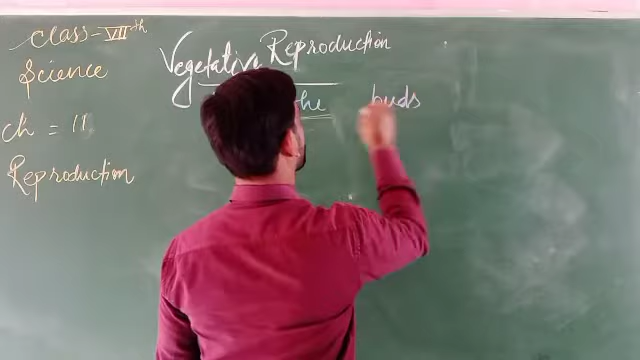 Class-VIIth
Science
ch = 11
Reproduction
Vegetative Reproduction
the buds